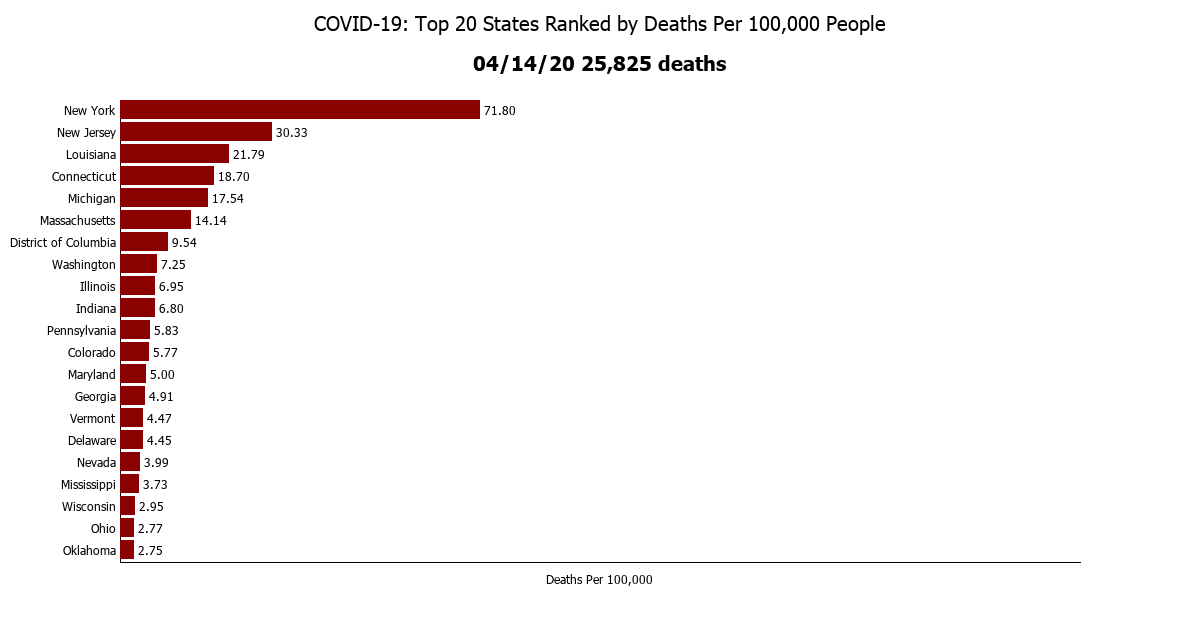 COVID-19: Top 20 States Ranked by Deaths Per 100,000 People
04/14/20 25,825 deaths
New York 71.80
New Jersey 30.33
Louisiana 21.79
Connecticut 18.70
Michigan 17.54
Massachusetts 14.14
District of Columbia 9.54
Washington 7.25
Illinois 6.95
Indiana 6.80
Pennsylvania 5.83
Colorado 5.77
Maryland 5.00
Georgia 4.91
Vermont 4.47
Delaware 4.45
Nevada 3.99
Mississippi 3.73
Wisconsin 2.95
Ohio 2.77
Oklahoma 2.75
Deaths Per 100,000